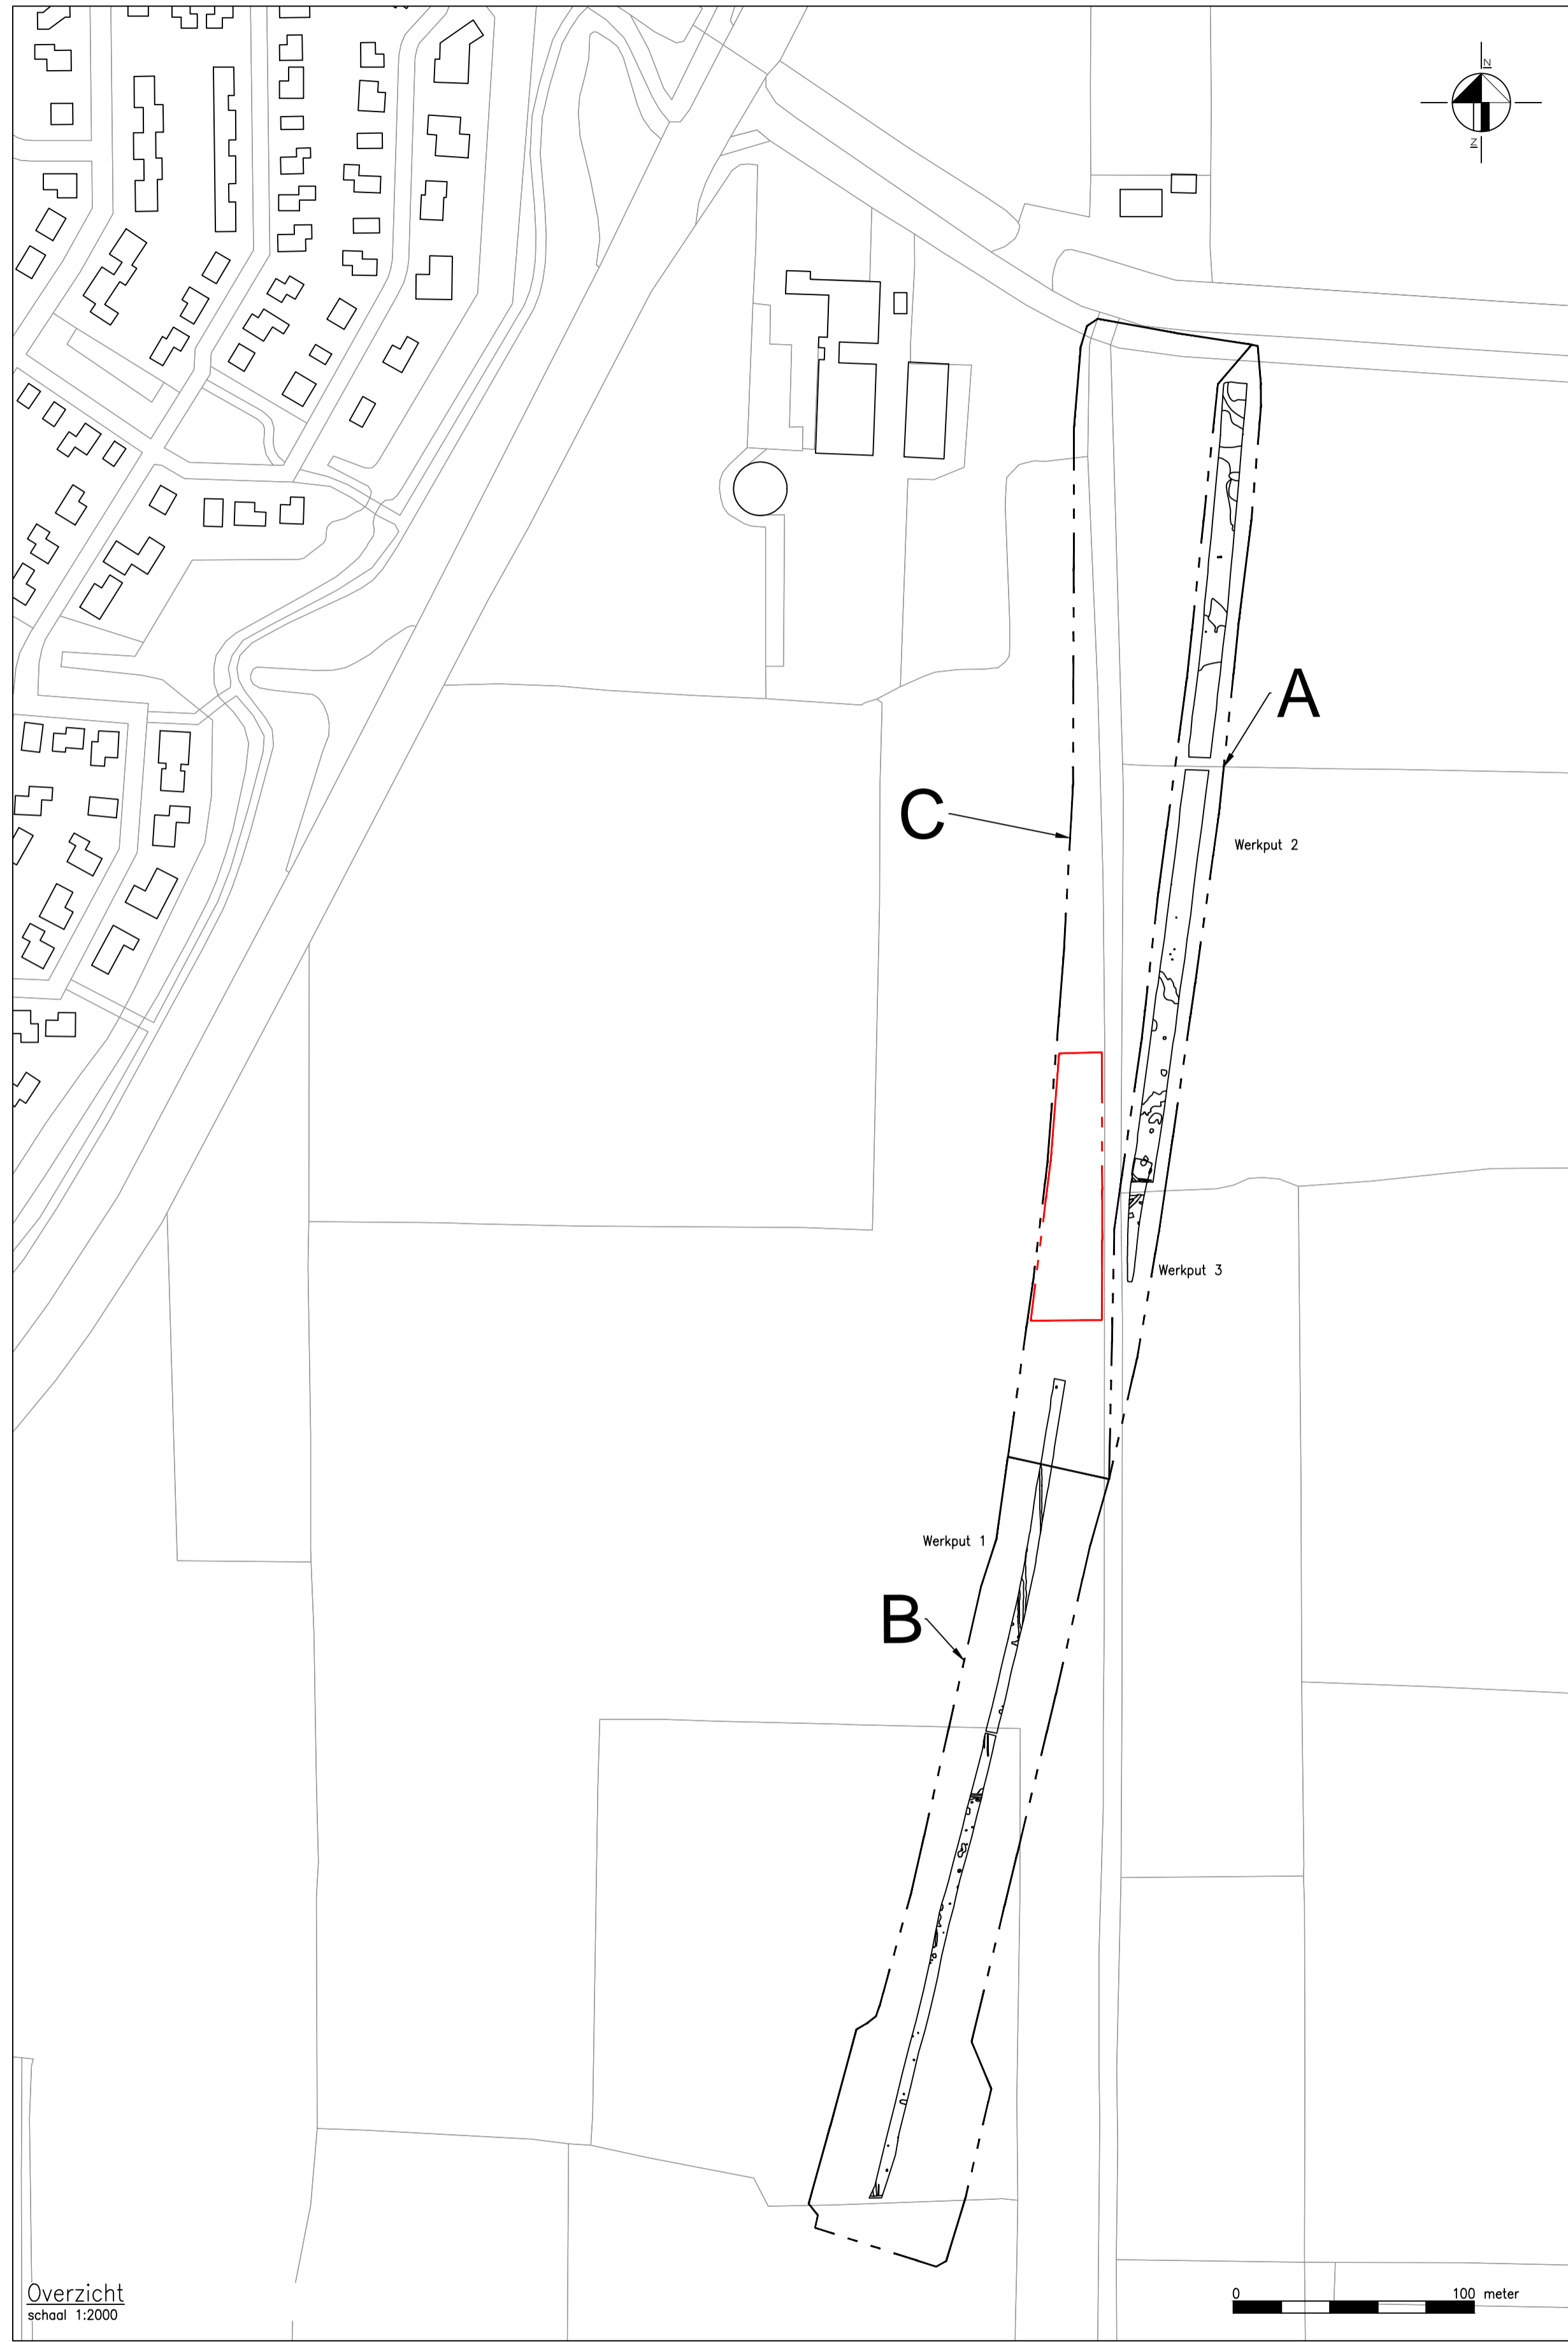 N
Z
A
C
Werkput 2
Werkput 3
Werkput 1
B
Overzicht
schaal 1:2000
0 100 meter